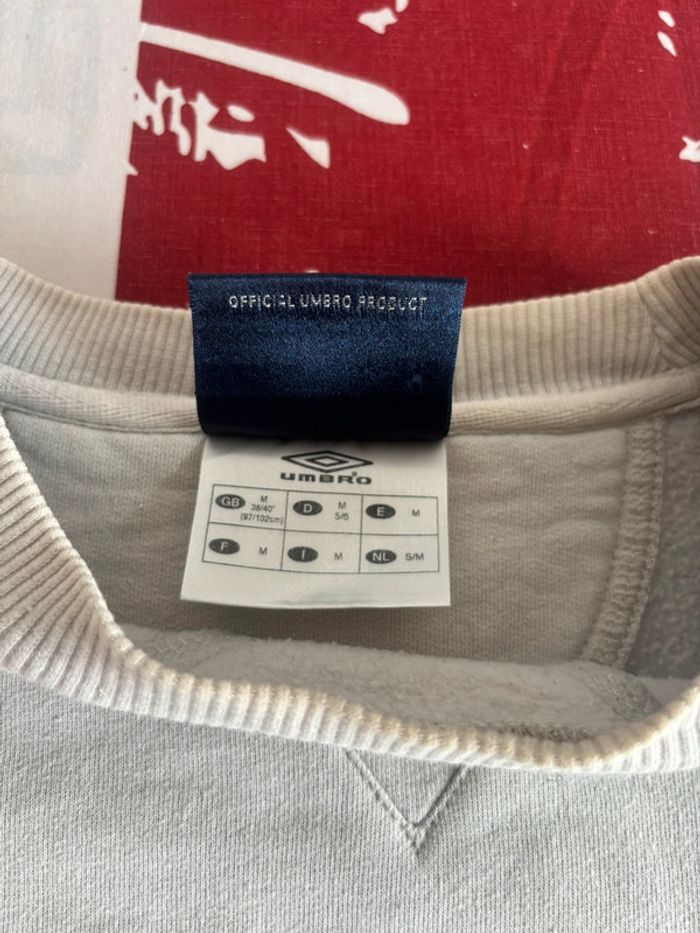 OFFICIAL UMBRO PRODUCT
umBRO
GB M 38/40" (97/102cm)
D M 5/6
E M
F M
I M
NL S/M